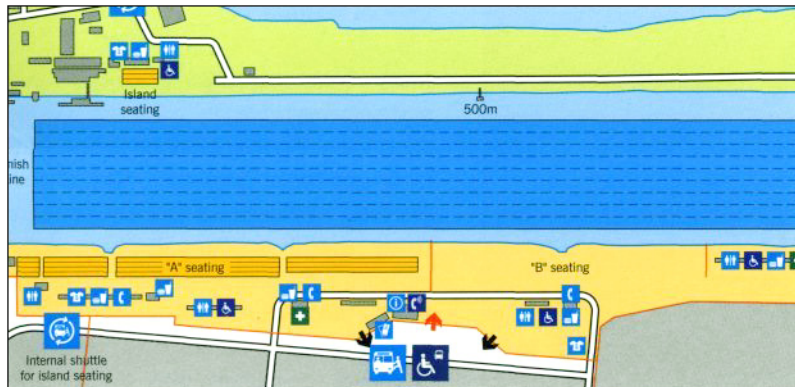 Island
seating
500m
nish
ine
"A" seating
"B" seating
Internal shuttle
for island seating